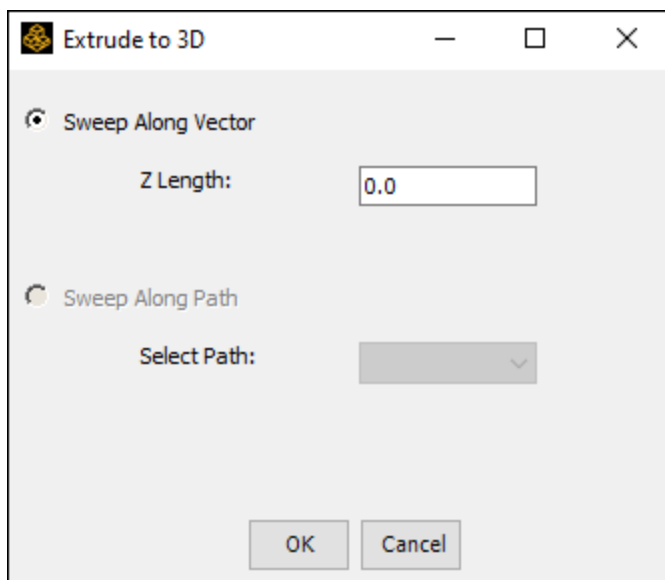 Extrude to 3D
Sweep Along Vector
Z Length: 0.0
Sweep Along Path
Select Path:
OK Cancel